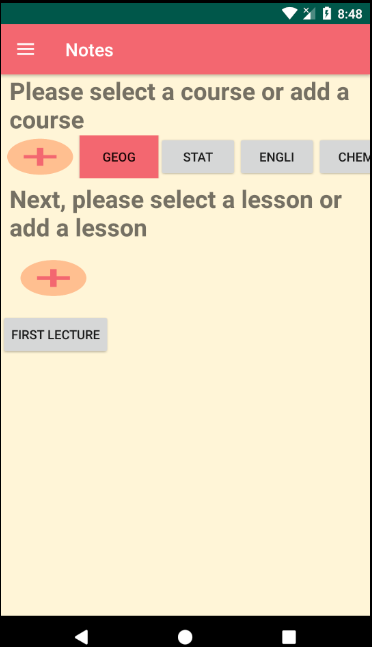 8:48
Notes
Please select a course or add a
course
GEOG STAT ENGLI CHEM
Next, please select a lesson or
add a lesson
FIRST LECTURE